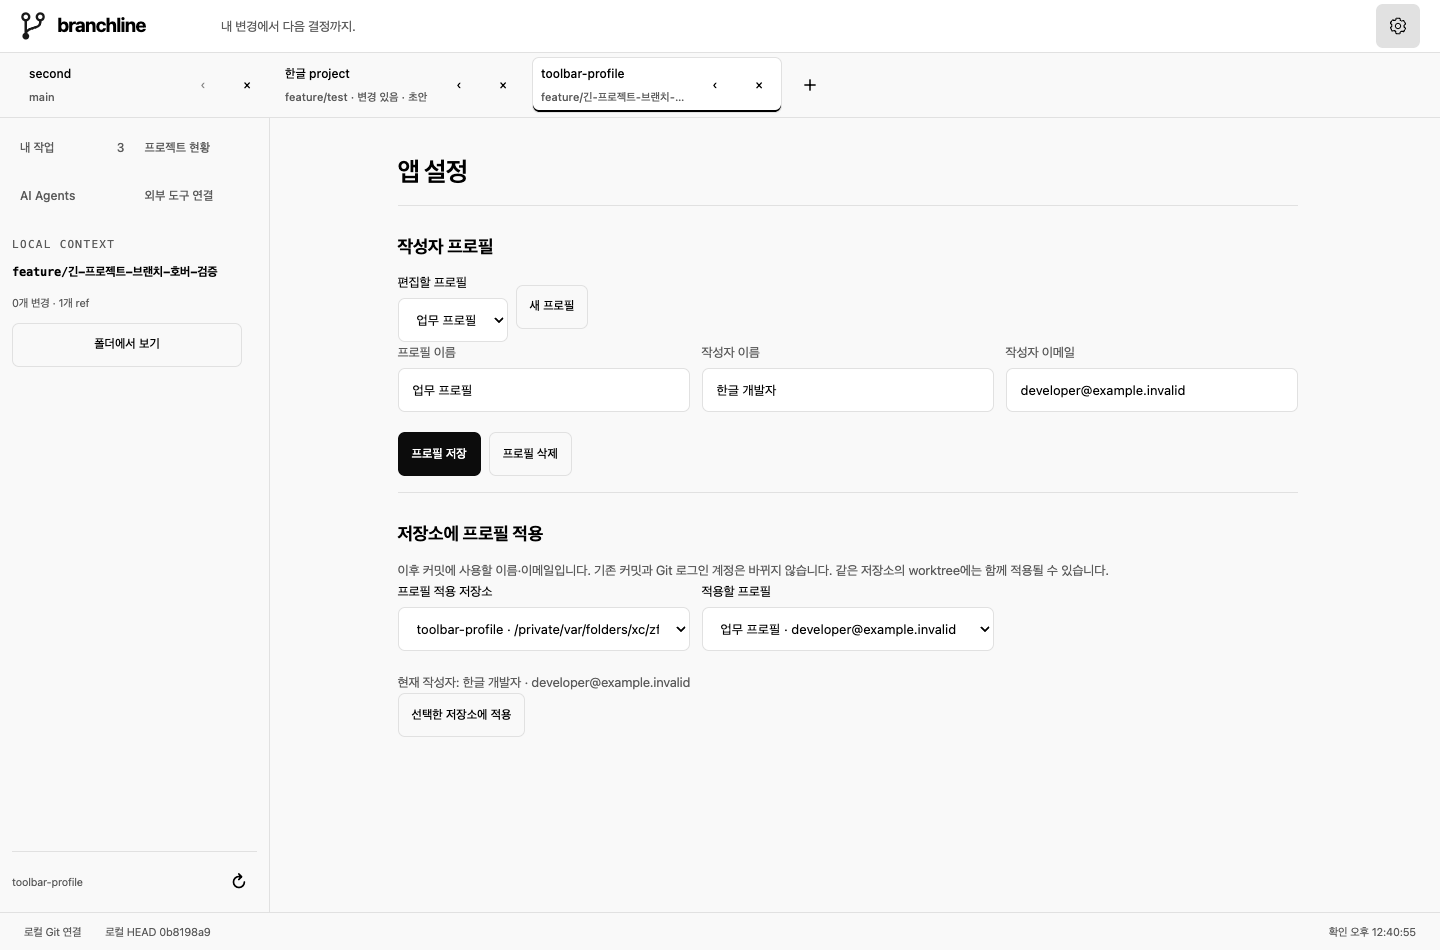 branchline
내 변경에서 다음 결정까지.
second
main
한글 project
feature/test · 변경 있음 · 초안
toolbar-profile
feature/긴-프로젝트-브랜치-...
내 작업 3 프로젝트 현황
AI Agents 외부 도구 연결
LOCAL CONTEXT
feature/긴-프로젝트-브랜치-호버-검증
0개 변경 · 1개 ref
폴더에서 보기
toolbar-profile
앱 설정
작성자 프로필
편집할 프로필
업무 프로필
새 프로필
프로필 이름 작성자 이름 작성자 이메일
업무 프로필 한글 개발자 developer@example.invalid
프로필 저장 프로필 삭제
저장소에 프로필 적용
이후 커밋에 사용할 이름·이메일입니다. 기존 커밋과 Git 로그인 계정은 바뀌지 않습니다. 같은 저장소의 worktree에는 함께 적용될 수 있습니다.
프로필 적용 저장소 적용할 프로필
toolbar-profile · /private/var/folders/xc/zf 업무 프로필 · developer@example.invalid
현재 작성자: 한글 개발자 · developer@example.invalid
선택한 저장소에 적용
로컬 Git 연결 로컬 HEAD 0b8198a9 확인 오후 12:40:55